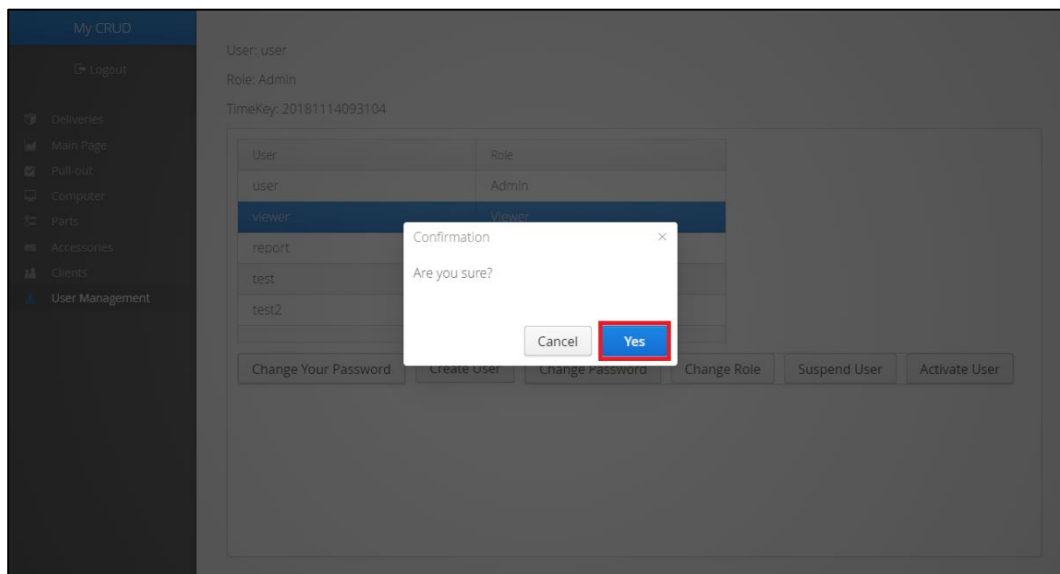 My CRUD
Logout
Deliveries
Main Page
Pull-out
Computer
Parts
Accessories
Clients
User Management
User: user
Role: Admin
TimeKey: 20181114093104
User Role
user Admin
viewer Viewer
report
test
test2
Confirmation
Are you sure?
Cancel Yes
Change Your Password Create User Change Password Change Role Suspend User Activate User